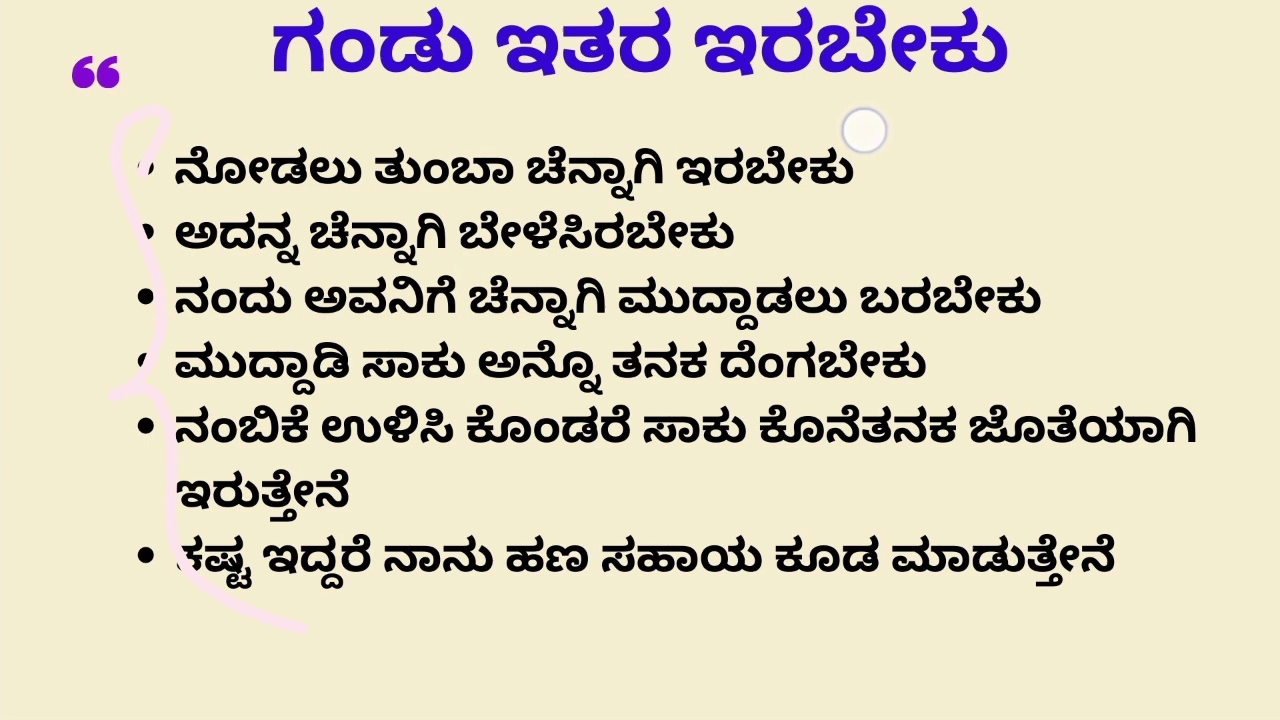 ಗಂಡು ಇತರ ಇರಬೇಕು
“
• ನೋಡಲು ತುಂಬಾ ಚೆನ್ನಾಗಿ ಇರಬೇಕು
• ಅದನ್ನ ಚೆನ್ನಾಗಿ ಬೇಳೆಸಿರಬೇಕು
• ನಂದು ಅವನಿಗೆ ಚೆನ್ನಾಗಿ ಮುದ್ದಾಡಲು ಬರಬೇಕು
• ಮುದ್ದಾಡಿ ಸಾಕು ಅನ್ನೊ ತನಕ ದೆಂಗಬೇಕು
• ನಂಬಿಕೆ ಉಳಿಸಿ ಕೊಂಡರೆ ಸಾಕು ಕೊನೆತನಕ ಜೊತೆಯಾಗಿ
ಇರುತ್ತೇನೆ
• ಕಷ್ಟ ಇದ್ದರೆ ನಾನು ಹಣ ಸಹಾಯ ಕೂಡ ಮಾಡುತ್ತೇನೆ